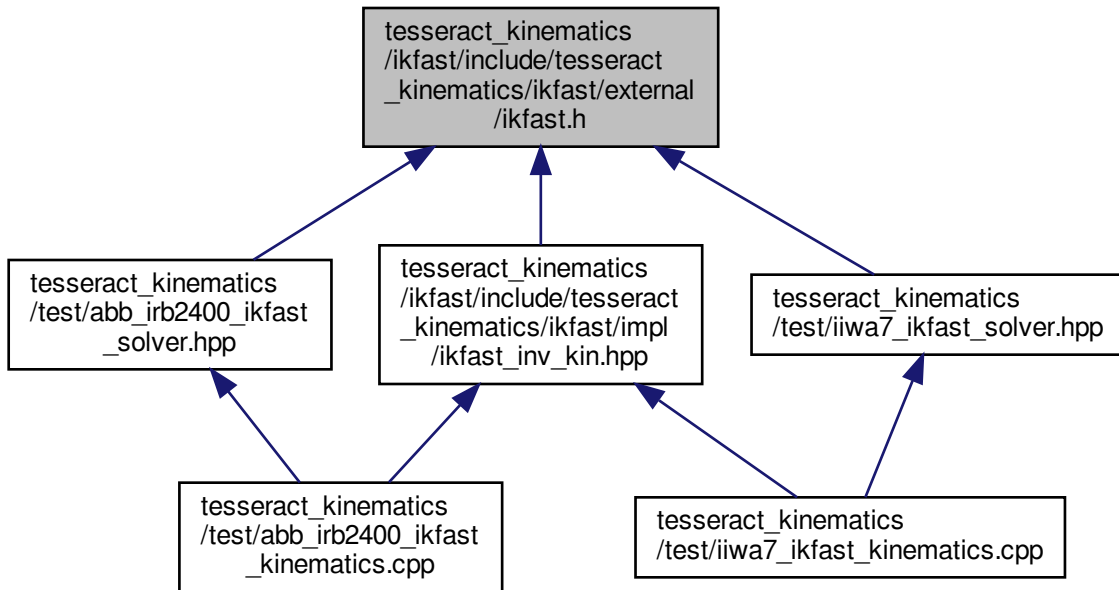 tesseract_kinematics
/ikfast/include/tesseract
_kinematics/ikfast/external
/ikfast.h
tesseract_kinematics
/test/abb_irb2400_ikfast
_solver.hpp
tesseract_kinematics
/ikfast/include/tesseract
_kinematics/ikfast/impl
/ikfast_inv_kin.hpp
tesseract_kinematics
/test/iiwa7_ikfast_solver.hpp
tesseract_kinematics
/test/abb_irb2400_ikfast
_kinematics.cpp
tesseract_kinematics
/test/iiwa7_ikfast_kinematics.cpp